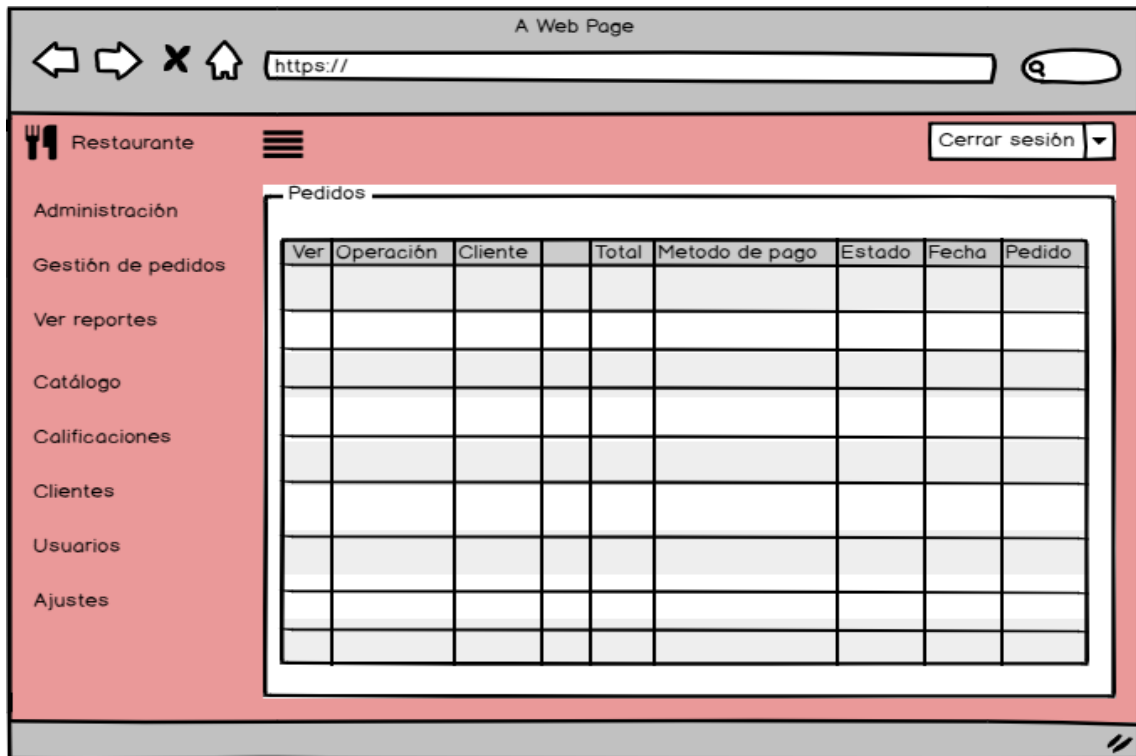 A Web Page
https://
Restaurante
Cerrar sesión
Administración
Gestión de pedidos
Ver reportes
Catálogo
Calificaciones
Clientes
Usuarios
Ajustes
Pedidos
Ver Operación Cliente Total Metodo de pago Estado Fecha Pedido